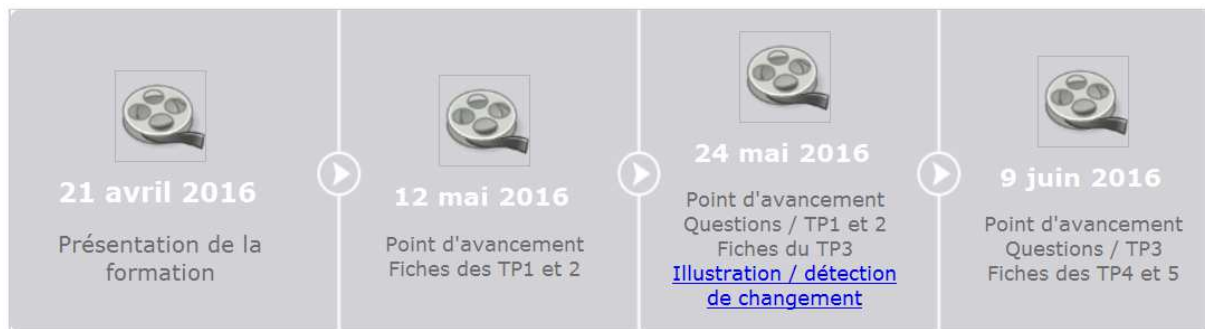 21 avril 2016
Présentation de la
formation
12 mai 2016
Point d'avancement
Fiches des TP1 et 2
24 mai 2016
Point d'avancement
Questions / TP1 et 2
Fiches du TP3
Illustration / détection
de changement
9 juin 2016
Point d'avancement
Questions / TP3
Fiches des TP4 et 5